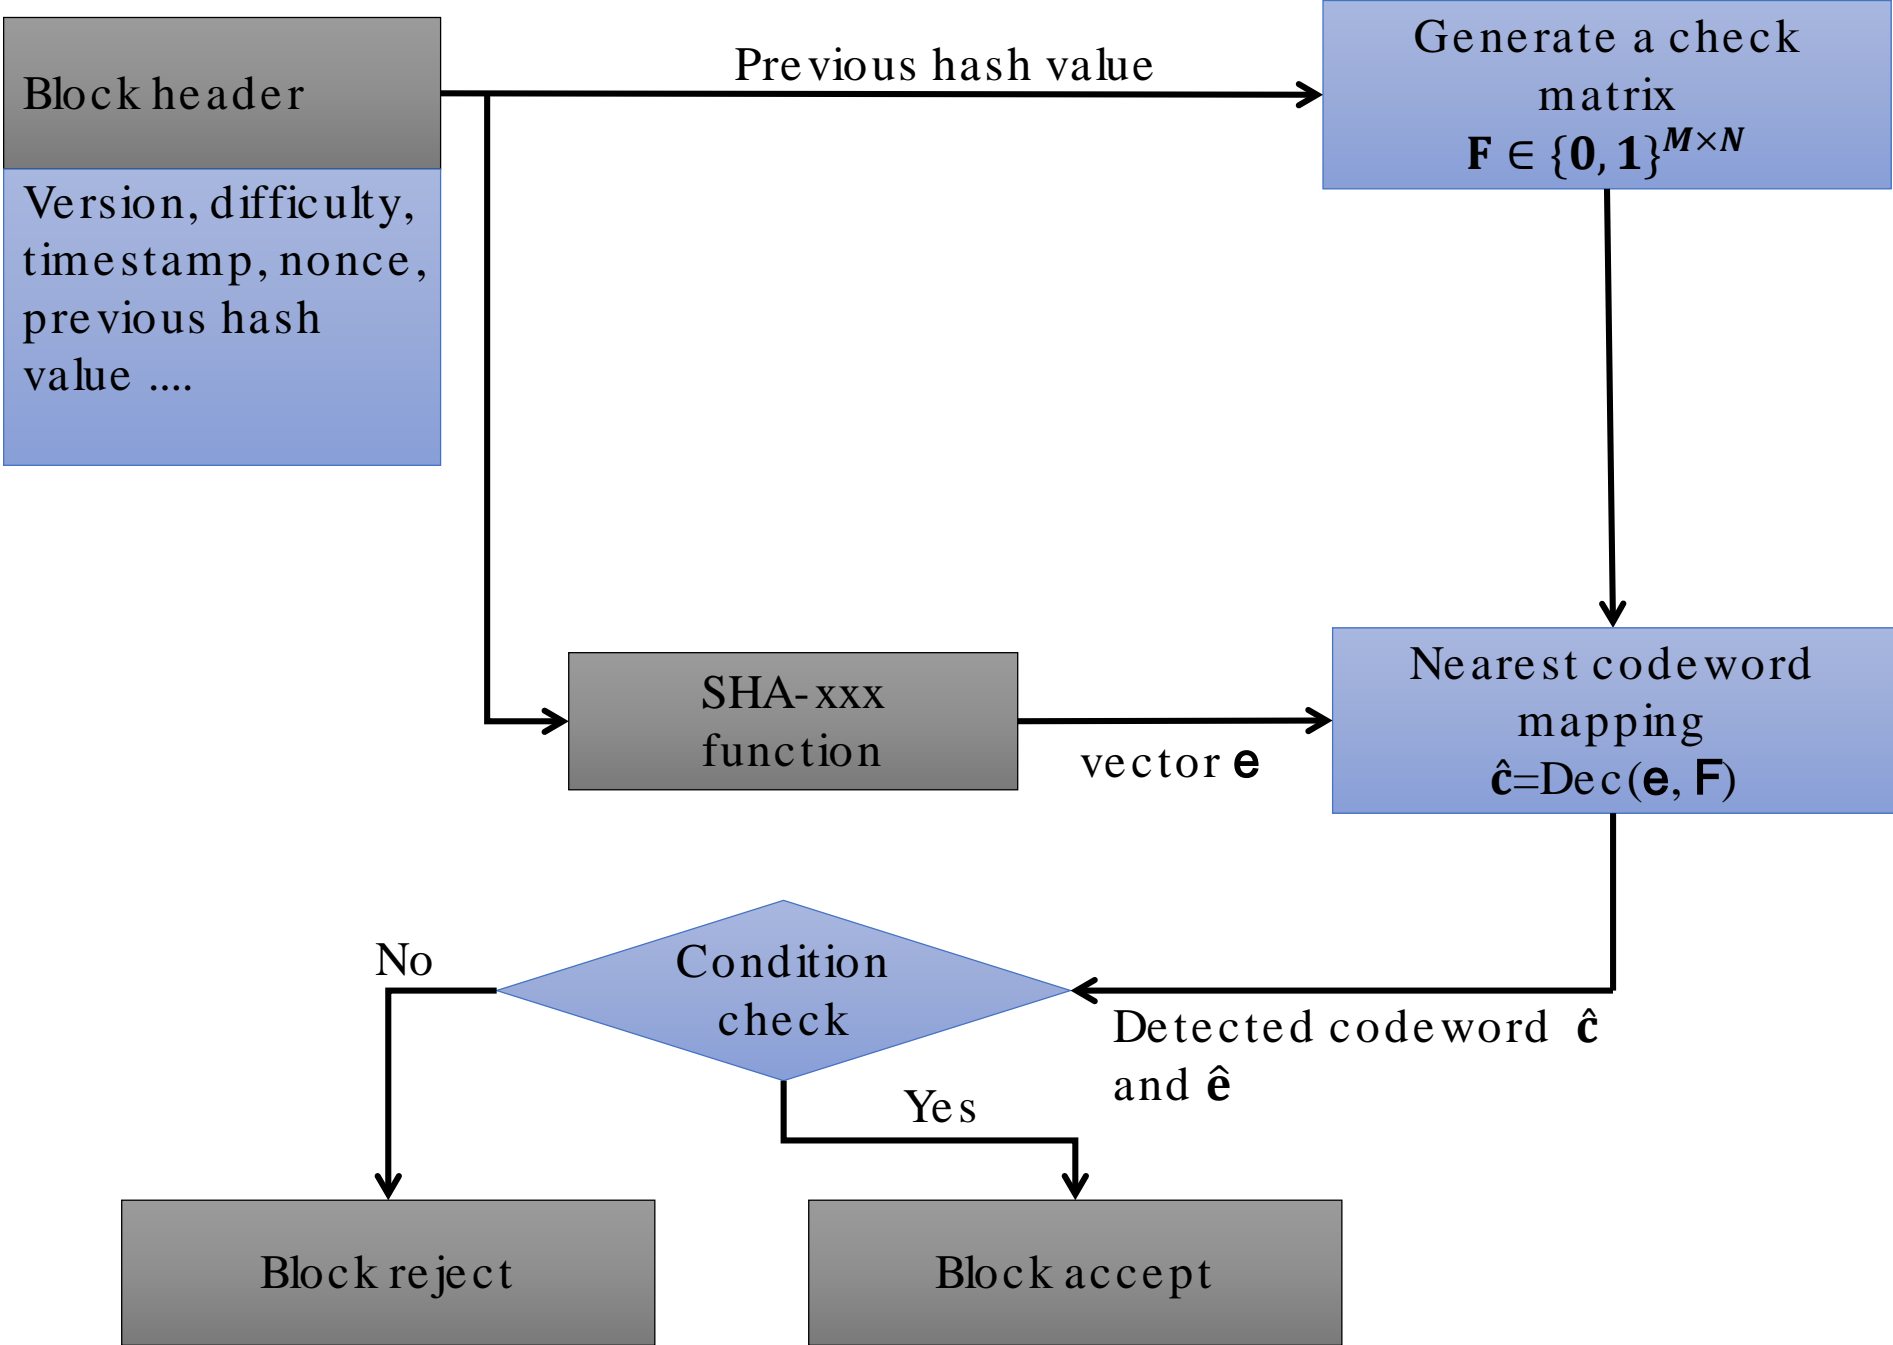 Block header
Version, difficulty,
timestamp, nonce,
previous hash
value ....
Previous hash value
Generate a check
matrix
𝐅 ∈ {𝟎, 𝟏}^𝑴×𝑵
SHA-xxx
function
vector e
Nearest codeword
mapping
ĉ=Dec(e, F)
No
Condition
check
Detected codeword ĉ
and ê
Yes
Block reject
Block accept